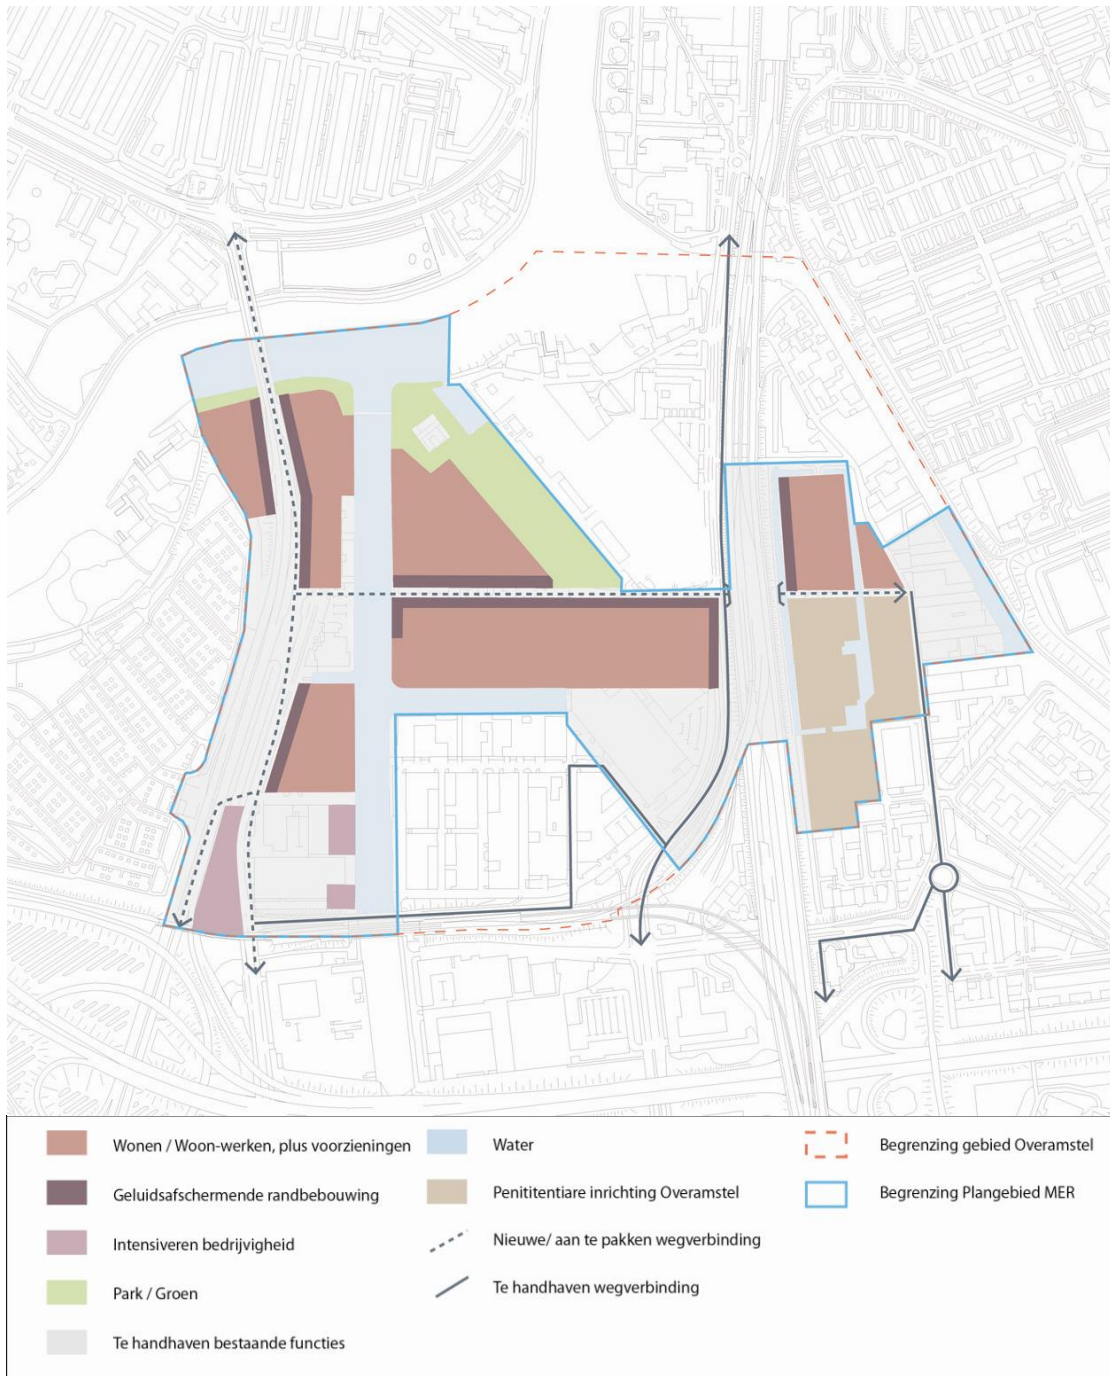 Wonen / Woon-werken, plus voorzieningen
Geluidsafschermende randbebouwing
Intensiveren bedrijvigheid
Park / Groen
Te handhaven bestaande functies
Water
Penititentiare inrichting Overamstel
Nieuwe/ aan te pakken wegverbinding
Te handhaven wegverbinding
Begrenzing gebied Overamstel
Begrenzing Plangebied MER